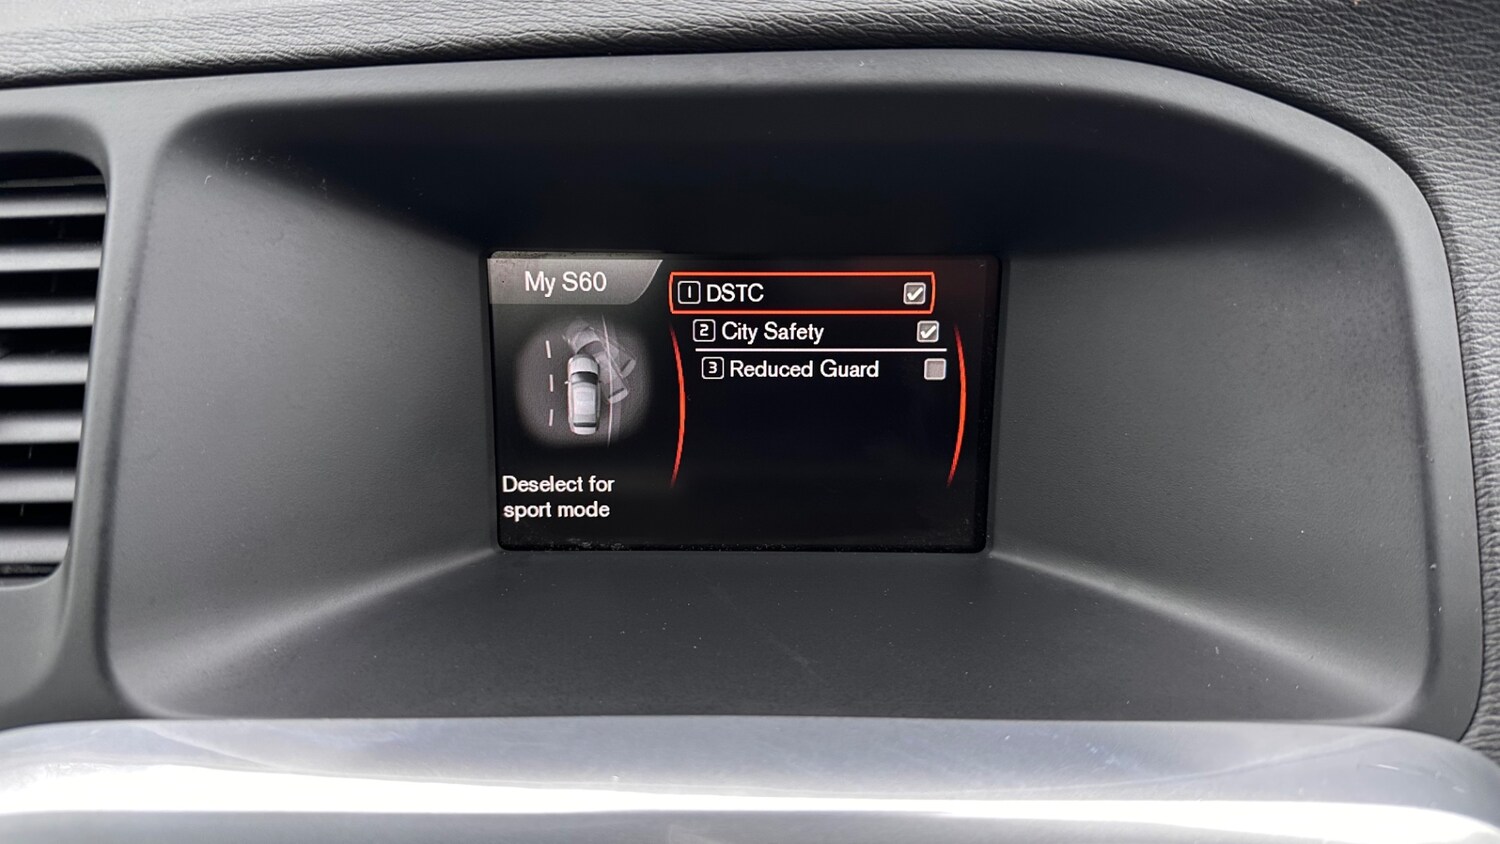 My S60
1 DSTC
2 City Safety
3 Reduced Guard
Deselect for
sport mode